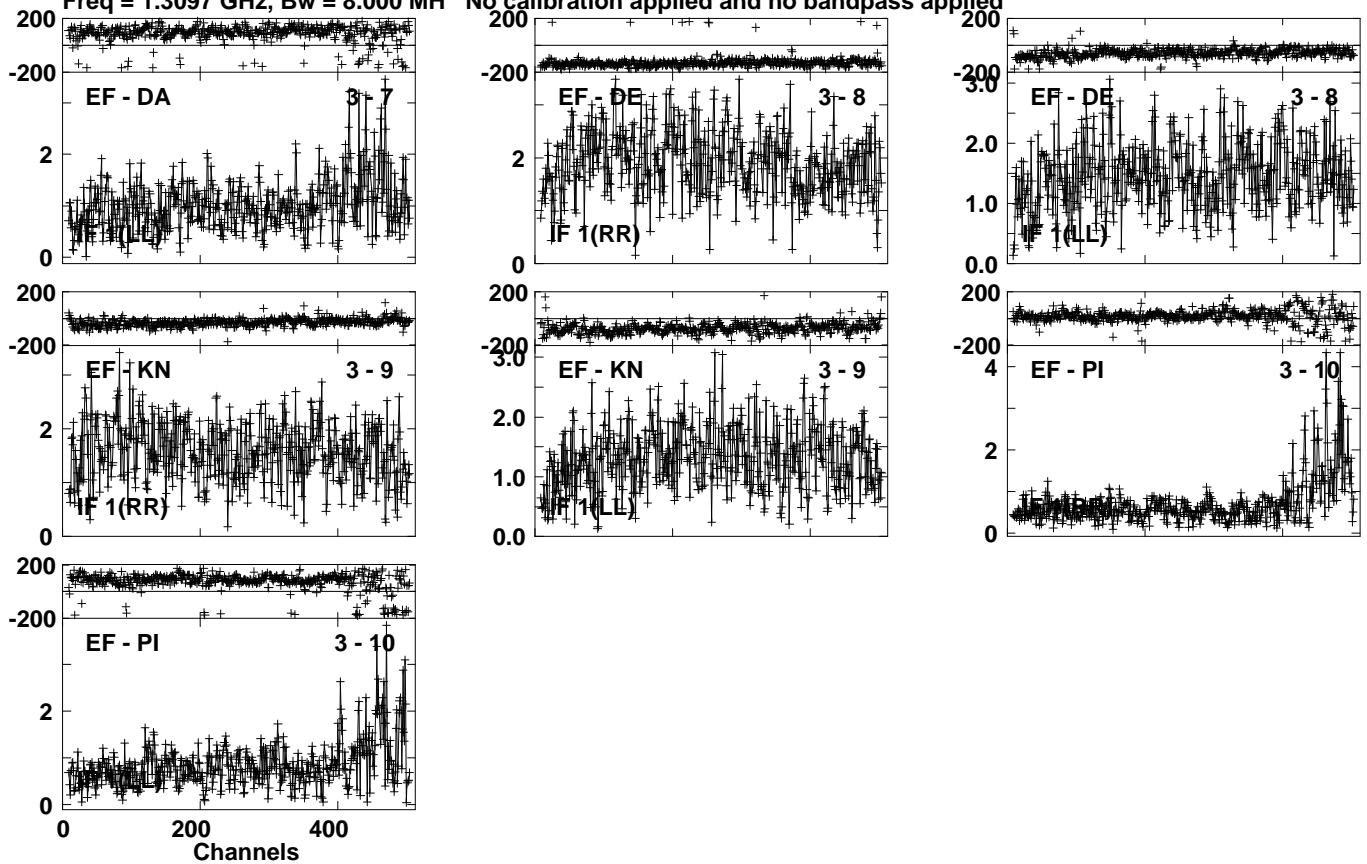 Freq = 1.3097 GHz, Bw = 8.000 MH No calibration applied and no bandpass applied
200
-200
EF - DA
3 - 7
2
0
IF 1(LL)
EF - DE
3 - 8
2
0
IF 1(RR)
200
-200
3.0
EF - DE
3 - 8
2.0
1.0
0.0
IF 1(LL)
200
-200
EF - KN
3 - 9
2
0
IF 1(RR)
200
-200
3.0
EF - KN
3 - 9
2.0
1.0
0.0
IF 1(LL)
200
-200
4
EF - PI
3 - 10
2
0
200
-200
EF - PI
3 - 10
2
0
0
200
400
Channels